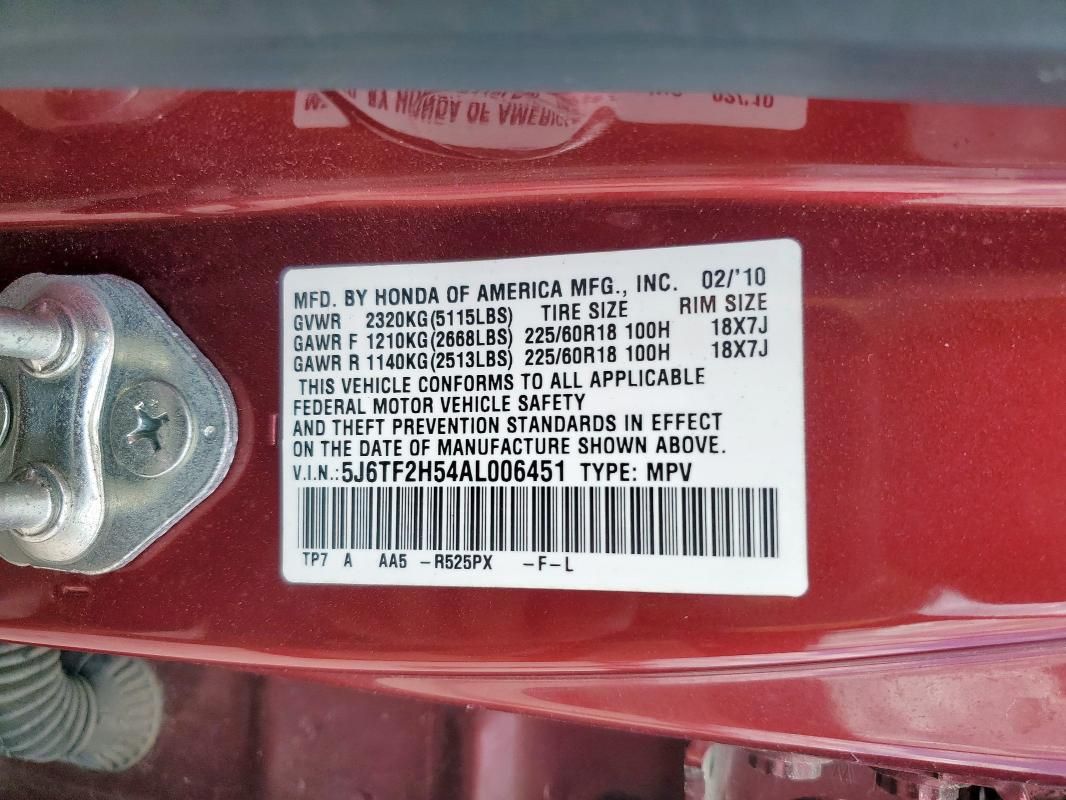 MFD. BY HONDA OF AMERICA MFG., INC. 02/'10
GVWR 2320KG(5115LBS) TIRE SIZE RIM SIZE
GAWR F 1210KG(2668LBS) 225/60R18 100H 18X7J
GAWR R 1140KG(2513LBS) 225/60R18 100H 18X7J
THIS VEHICLE CONFORMS TO ALL APPLICABLE
FEDERAL MOTOR VEHICLE SAFETY
AND THEFT PREVENTION STANDARDS IN EFFECT
ON THE DATE OF MANUFACTURE SHOWN ABOVE.
V.I.N.:5J6TF2H54AL006451 TYPE: MPV
TP7 A AA5 -R525PX -F-L